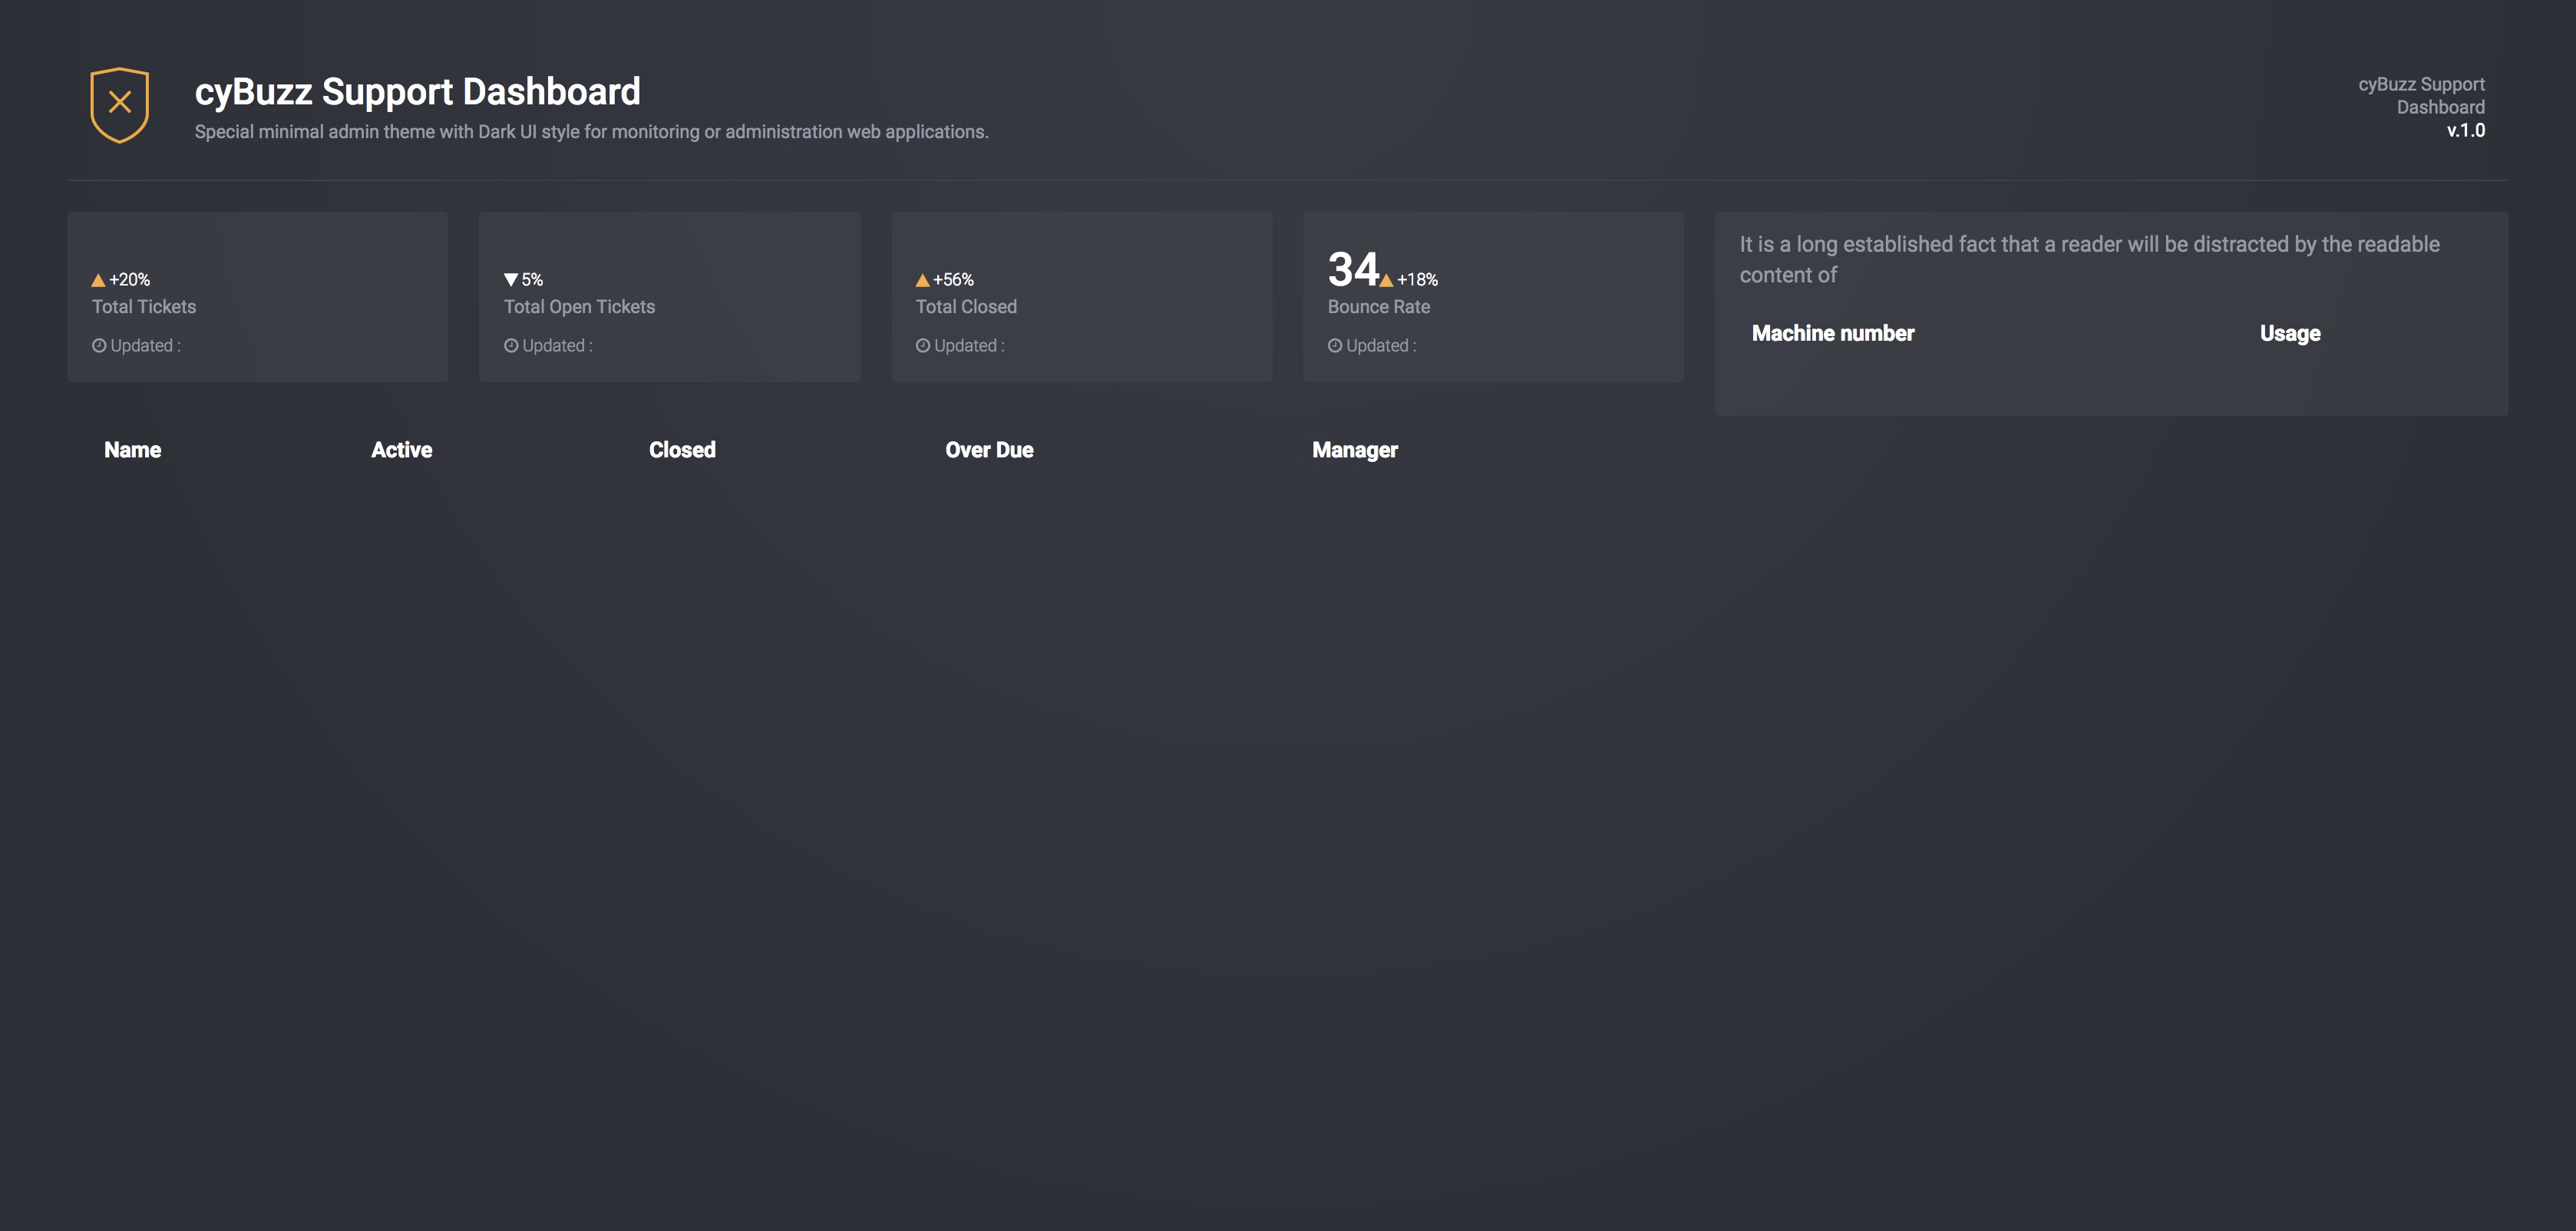 cyBuzz Support Dashboard
Special minimal admin theme with Dark UI style for monitoring or administration web applications.
cyBuzz Support
Dashboard
v.1.0
+20%
Total Tickets
Updated :
5%
Total Open Tickets
Updated :
+56%
Total Closed
Updated :
34 +18%
Bounce Rate
Updated :
It is a long established fact that a reader will be distracted by the readable
content of
Machine number Usage
Name Active Closed Over Due Manager